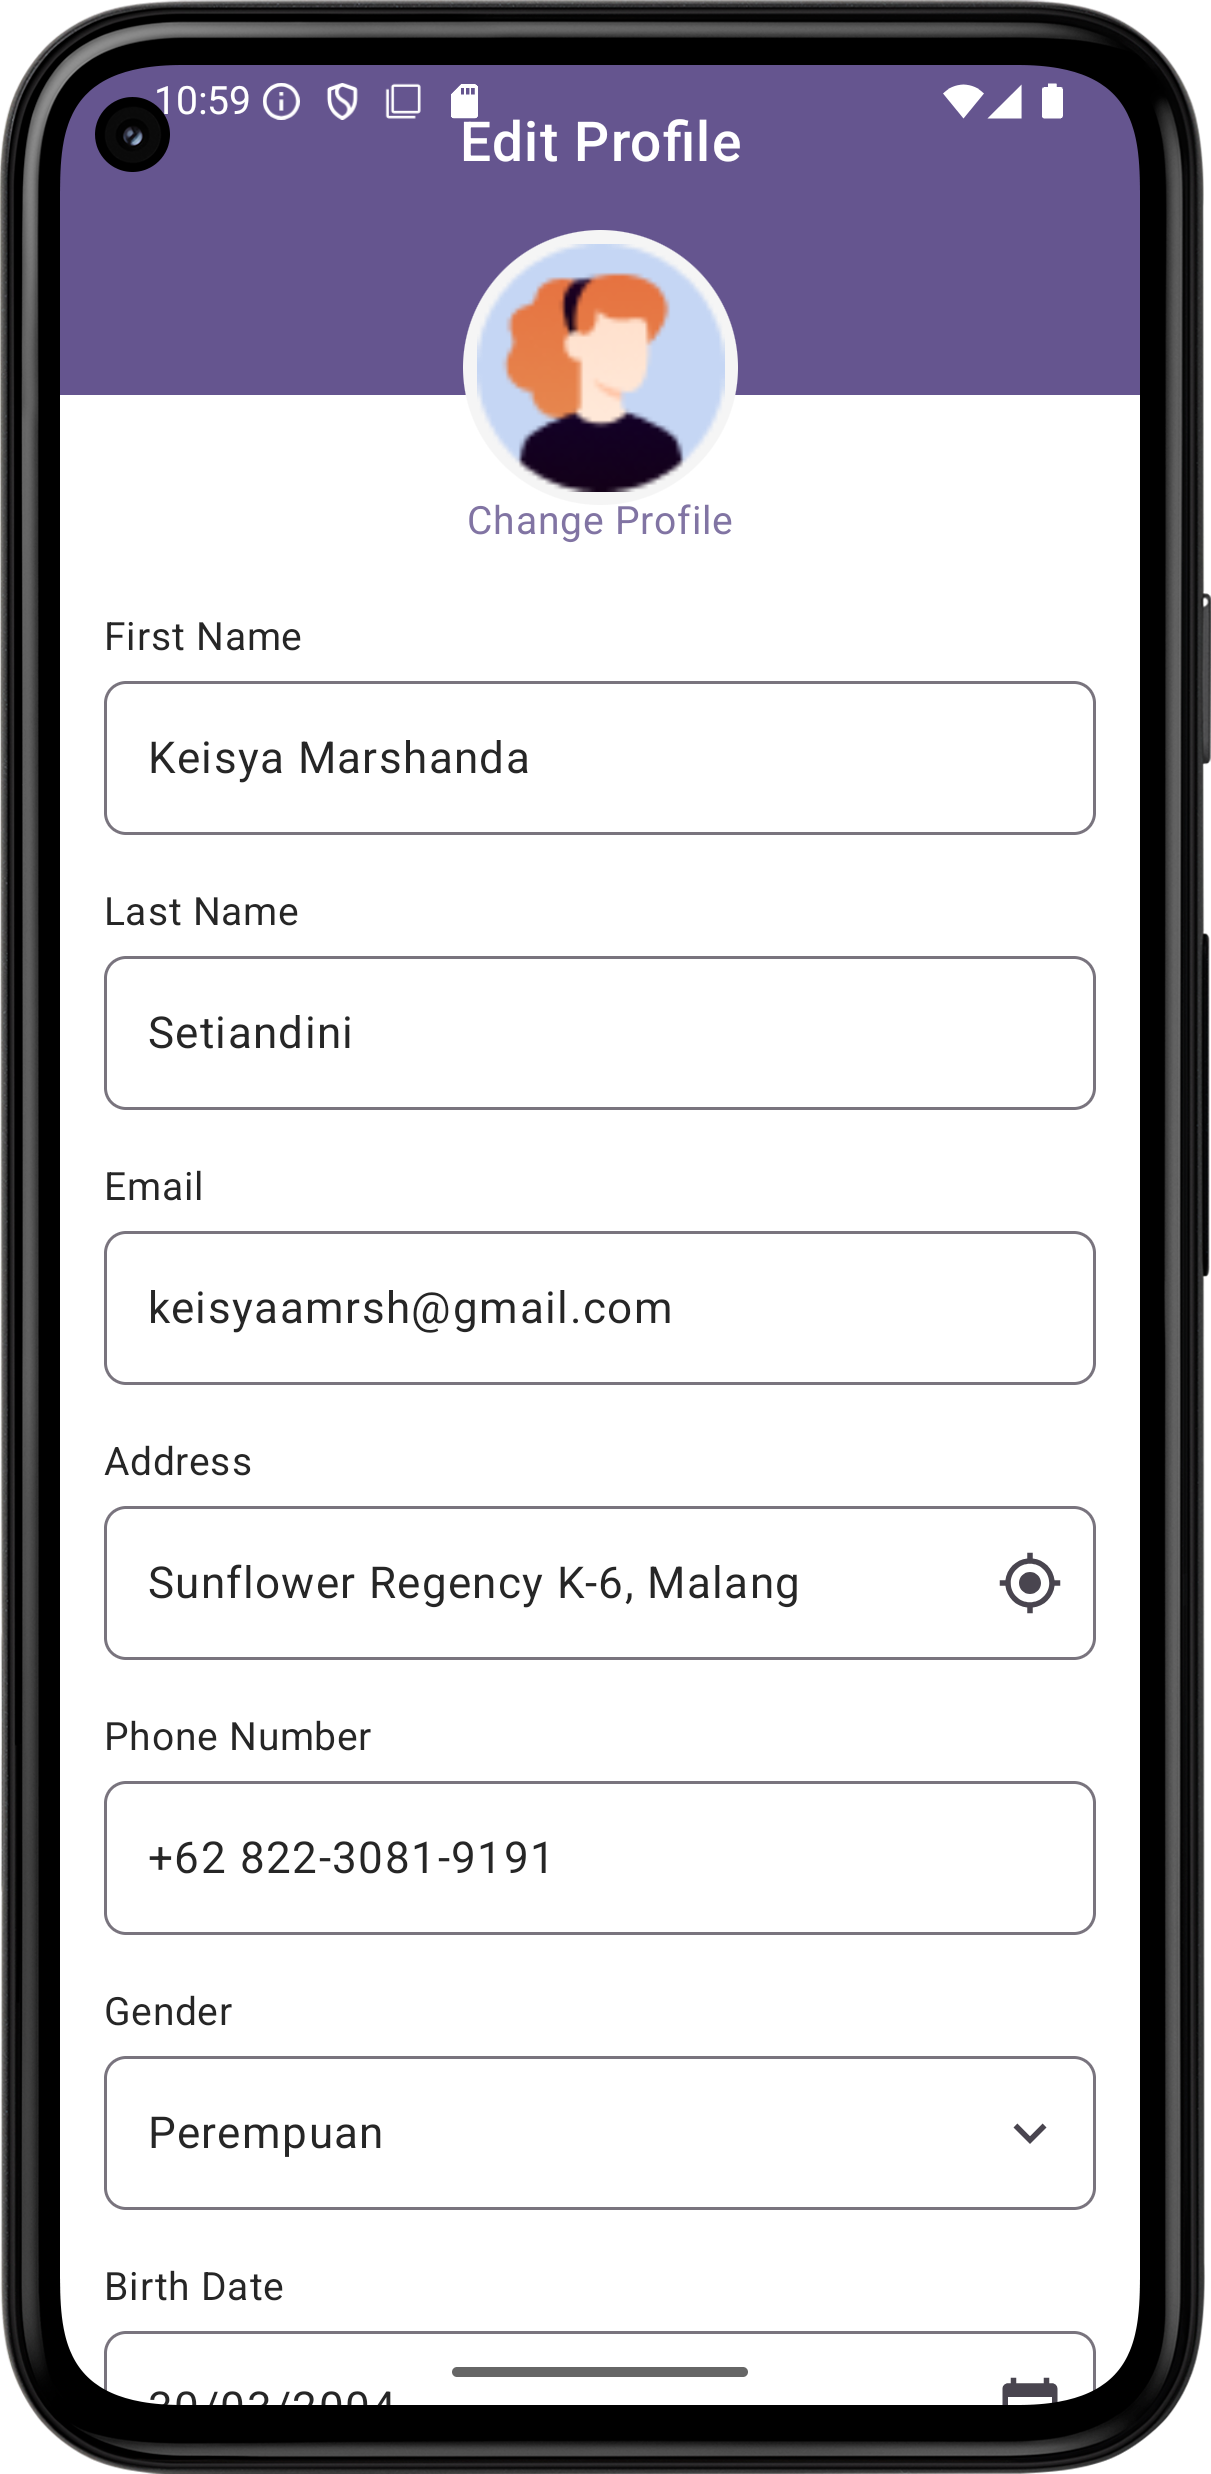 10:59
Edit Profile
Change Profile
First Name
Keisya Marshanda
Last Name
Setiandini
Email
keisyaamrsh@gmail.com
Address
Sunflower Regency K-6, Malang
Phone Number
+62 822-3081-9191
Gender
Perempuan
Birth Date